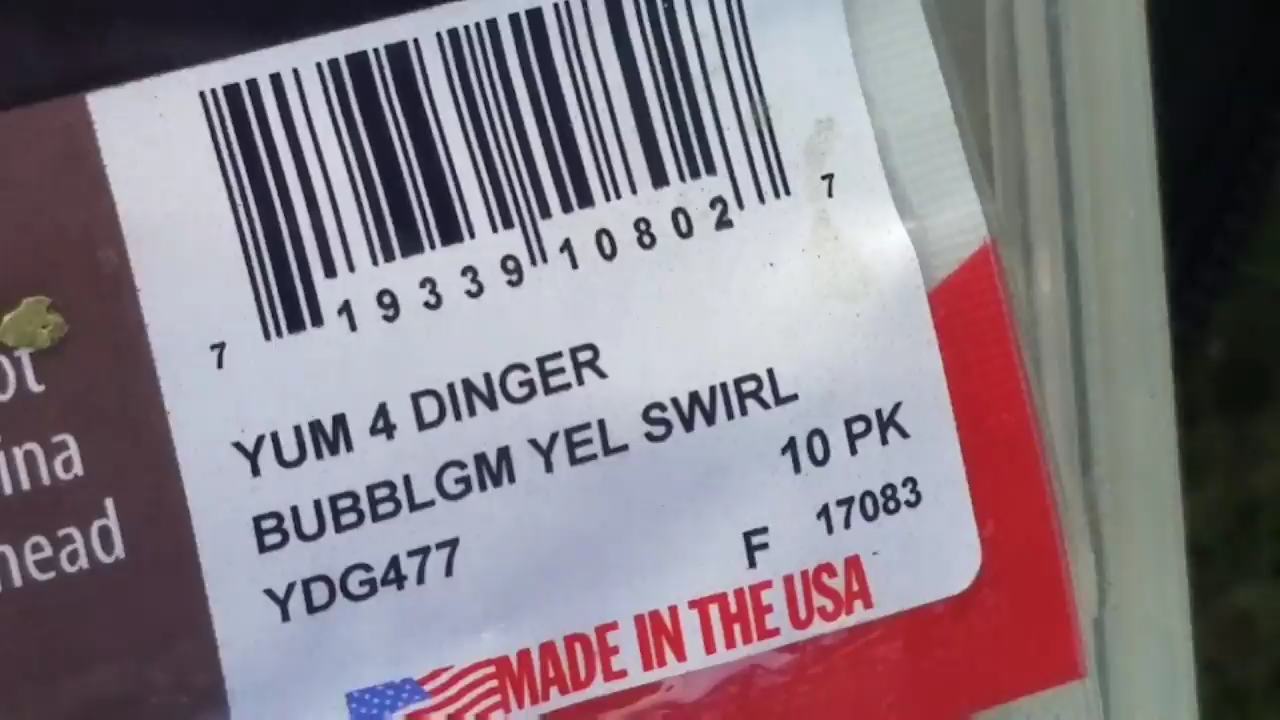 7 19339 10802 7
YUM 4 DINGER
BUBBLGM YEL SWIRL
10 PK
YDG477
F 17083
MADE IN THE USA